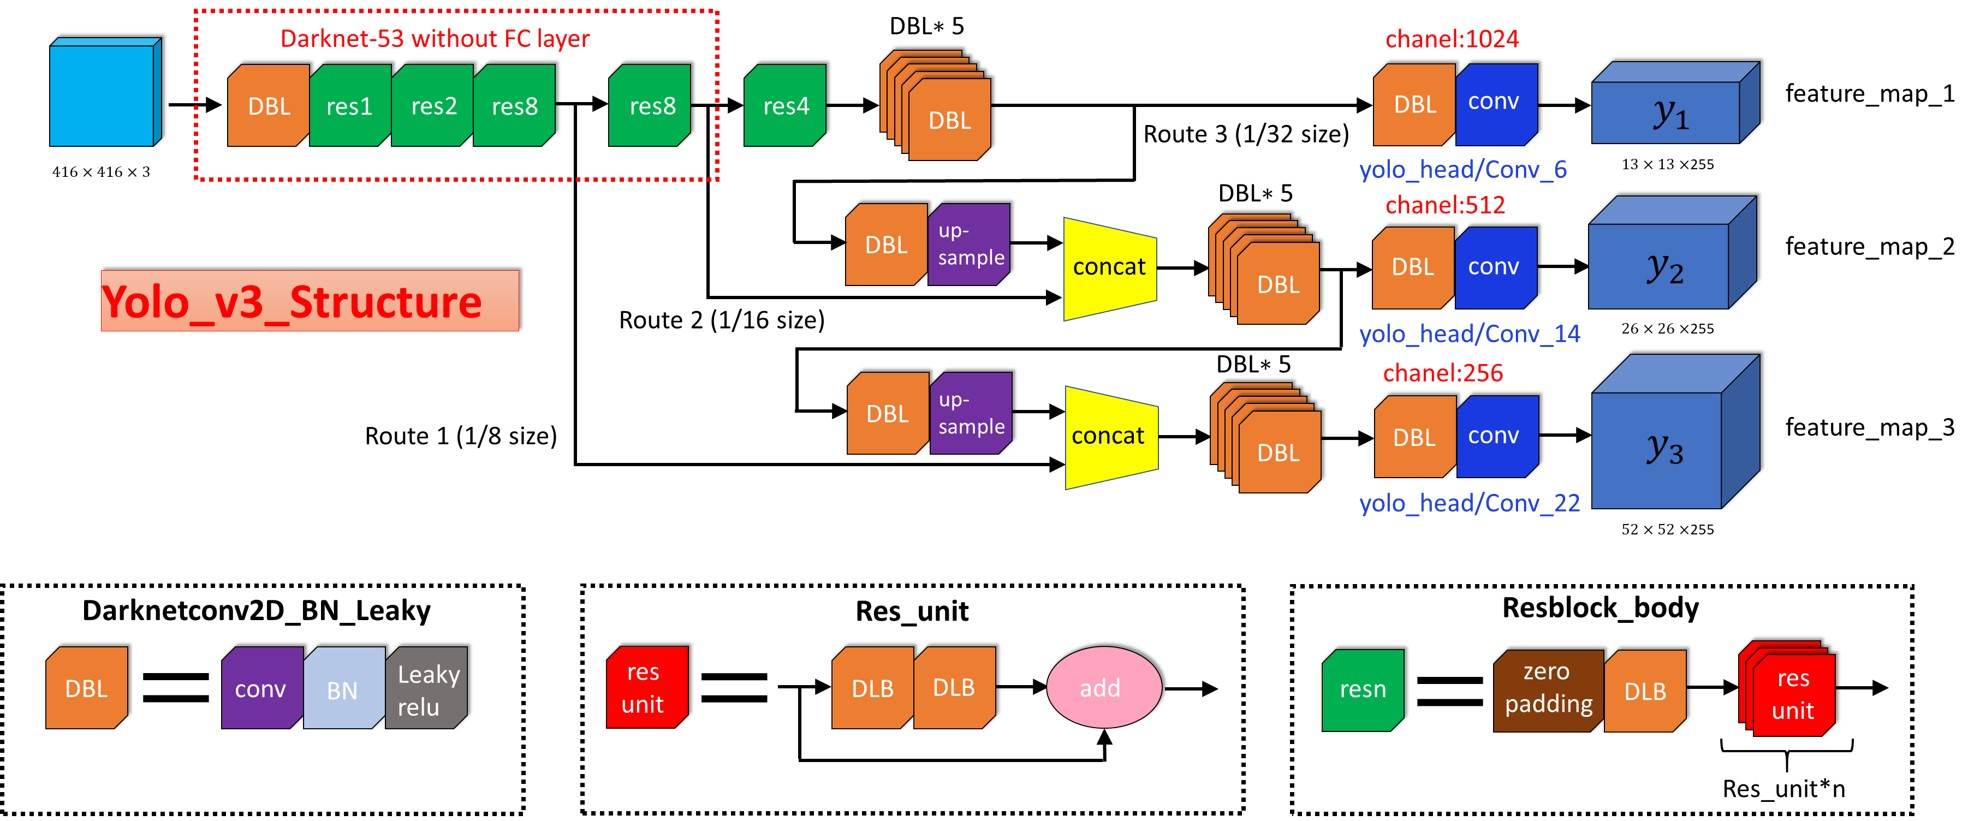 Darknet-53 without FC layer
DBL* 5
chanel:1024
DBL
res1
res2
res8
res8
res4
DBL
DBL
conv
y₁
feature_map_1
Route 3 (1/32 size)
416 × 416 × 3
yolo_head/Conv_6
13 × 13 ×255
DBL* 5
chanel:512
DBL
up-
sample
concat
DBL
DBL
conv
y₂
feature_map_2
Yolo_v3_Structure
Route 2 (1/16 size)
yolo_head/Conv_14
26 × 26 ×255
DBL* 5
chanel:256
DBL
up-
sample
concat
DBL
DBL
conv
y₃
feature_map_3
Route 1 (1/8 size)
yolo_head/Conv_22
52 × 52 ×255
Darknetconv2D_BN_Leaky
DBL
conv
BN
Leaky
relu
Res_unit
res
unit
DLB
DLB
add
Resblock_body
resn
zero
padding
DLB
res
unit
Res_unit*n